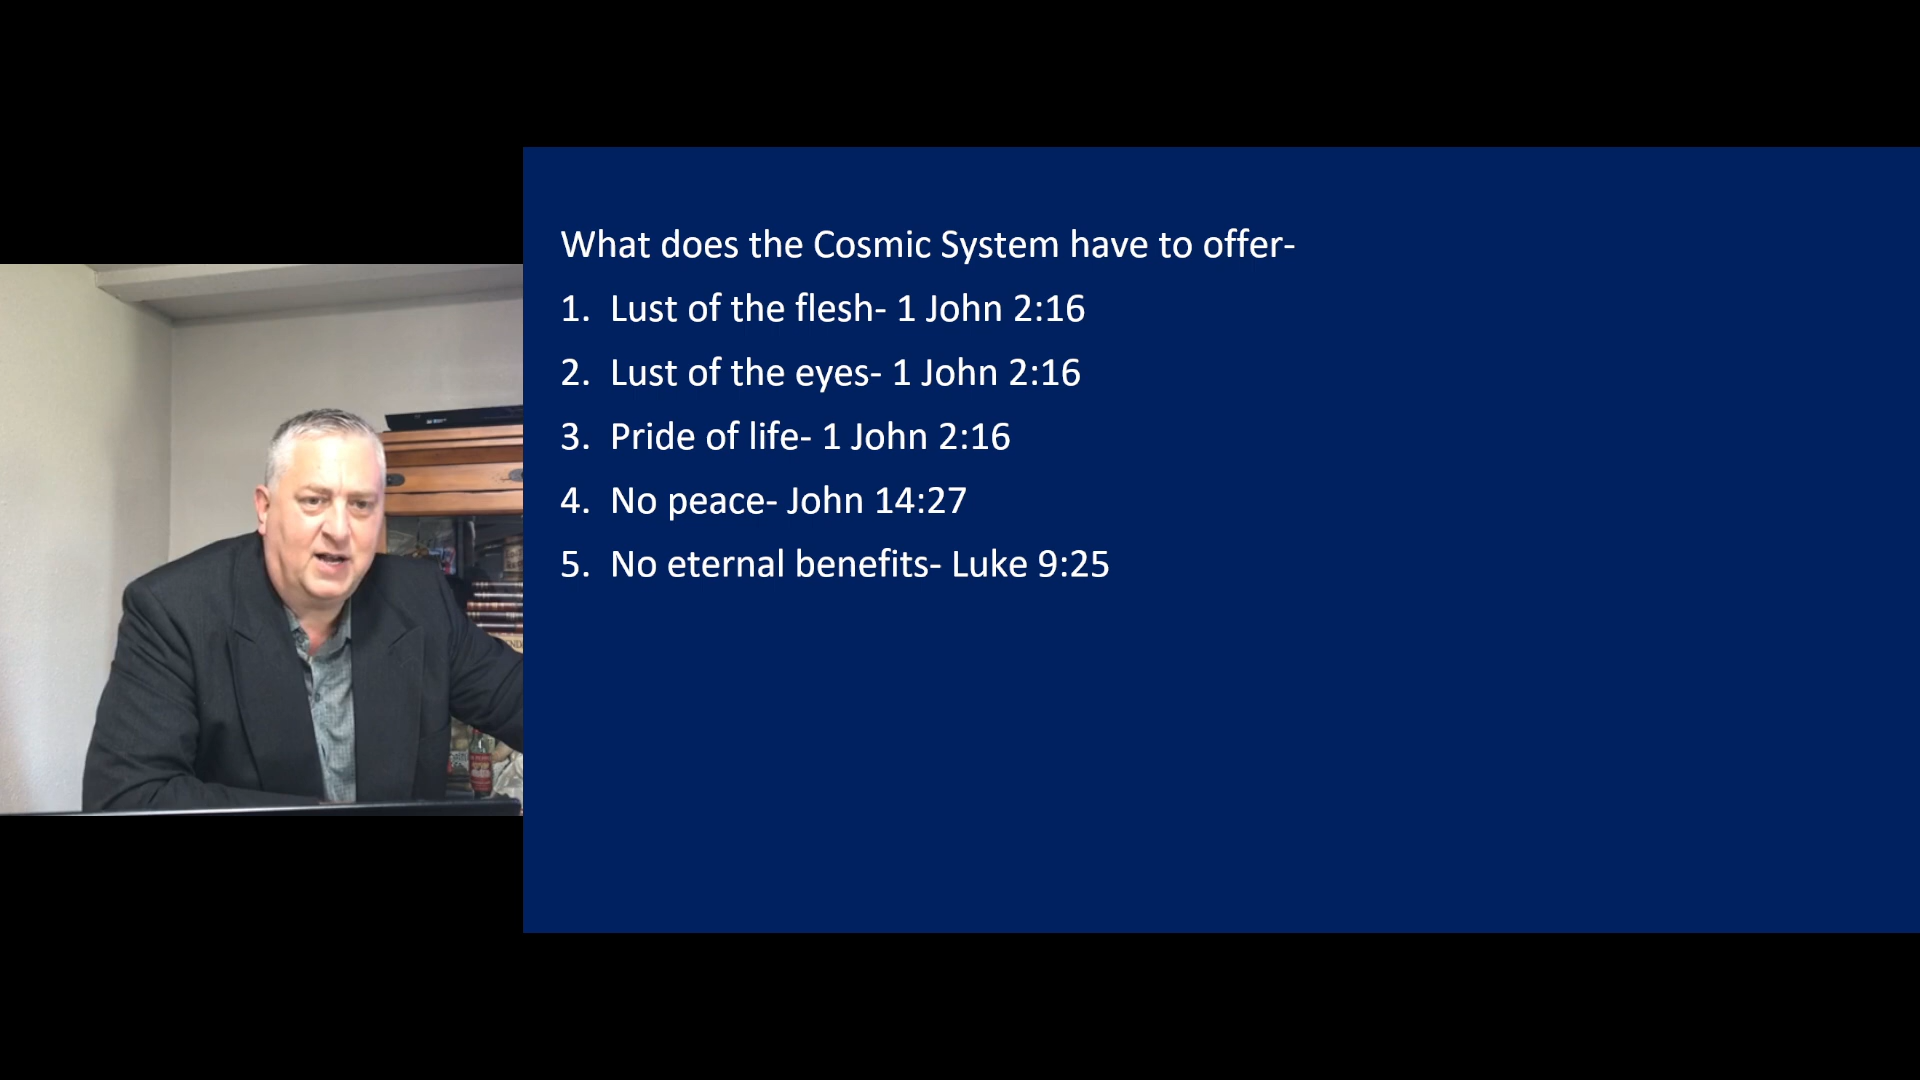 What does the Cosmic System have to offer-
1. Lust of the flesh- 1 John 2:16
2. Lust of the eyes- 1 John 2:16
3. Pride of life- 1 John 2:16
4. No peace- John 14:27
5. No eternal benefits- Luke 9:25